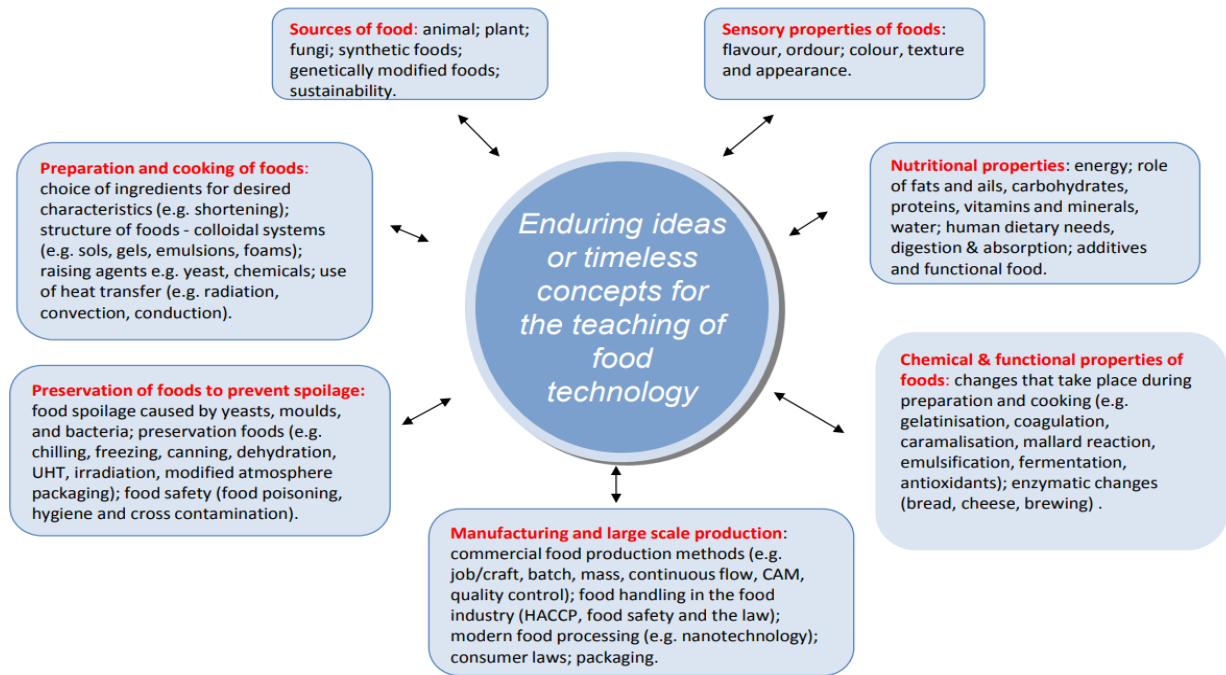 Sources of food: animal; plant;
fungi; synthetic foods;
genetically modified foods;
sustainability.
Sensory properties of foods:
flavour, ordour; colour, texture
and appearance.
Preparation and cooking of foods:
choice of ingredients for desired
characteristics (e.g. shortening);
structure of foods - colloidal systems
(e.g. sols, gels, emulsions, foams);
raising agents e.g. yeast, chemicals; use
of heat transfer (e.g. radiation,
convection, conduction).
Enduring ideas
or timeless
concepts for
the teaching of
food
technology
Nutritional properties: energy; role
of fats and ails, carbohydrates,
proteins, vitamins and minerals,
water; human dietary needs,
digestion & absorption; additives
and functional food.
Preservation of foods to prevent spoilage:
food spoilage caused by yeasts, moulds,
and bacteria; preservation foods (e.g.
chilling, freezing, canning, dehydration,
UHT, irradiation, modified atmosphere
packaging); food safety (food poisoning,
hygiene and cross contamination).
Chemical & functional properties of
foods: changes that take place during
preparation and cooking (e.g.
gelatinisation, coagulation,
caramalisation, mallard reaction,
emulsification, fermentation,
antioxidants); enzymatic changes
(bread, cheese, brewing) .
Manufacturing and large scale production:
commercial food production methods (e.g.
job/craft, batch, mass, continuous flow, CAM,
quality control); food handling in the food
industry (HACCP, food safety and the law);
modern food processing (e.g. nanotechnology);
consumer laws; packaging.